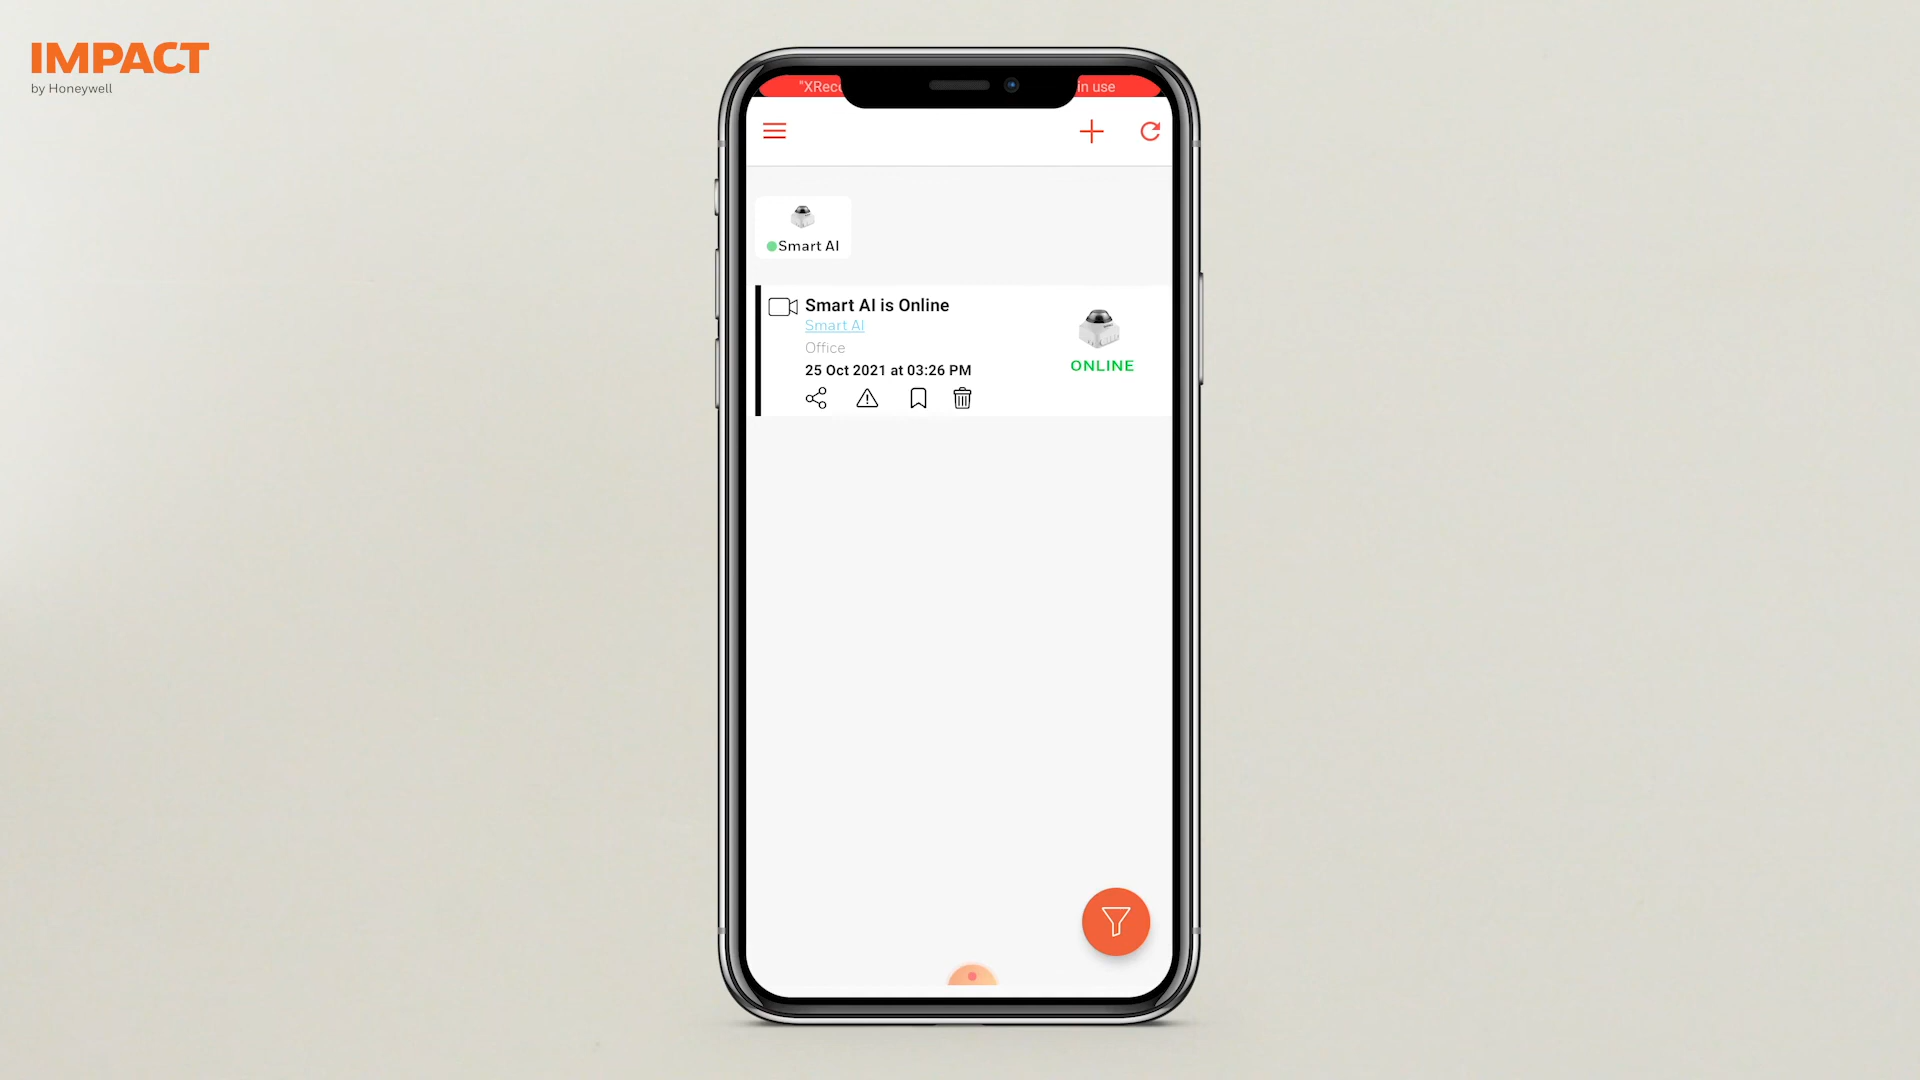 IMPACT
by Honeywell
in use
Smart AI
Smart AI is Online
Smart AI
Office
25 Oct 2021 at 03:26 PM
ONLINE